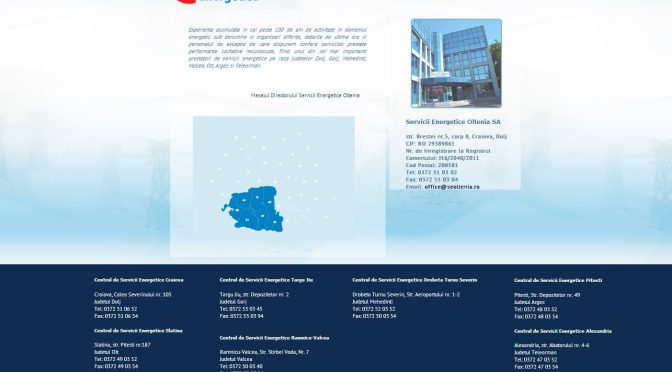 Experienta acumulata in cei peste 100 de ani de activitate in domeniul
energetic sub denumire si organizari diferite, dotarile de ultima ora si
personalul de exceptie de care dispunem confera serviciilor prestate
performante calitative recunoscute, fiind unul din cei mai importanti
prestatori de servicii energetice pe raza judetelor Dolj, Gorj, Mehedinti,
Valcea, Olt, Arges si Teleorman.
Mesajul Directorului Servicii Energetice Oltenia
Servicii Energetice Oltenia SA
str. Brestei nr.5, corp B, Craiova, Dolj
CIF: RO 29389861
Nr. de inregistrare la Registrul
Comertului: J16/2040/2011
Cod Postal: 200581
Tel: 0372 51 03 02
Fax: 0372 51 03 04
Email: office@seoltenia.ro
Centrul de Servicii Energetice Craiova
Craiova, Calea Severinului nr. 105
Judetul Dolj
Tel: 0372 51 06 52
Fax: 0372 51 06 54
Centrul de Servicii Energetice Targu Jiu
Targu Jiu, str. Depozitelor nr. 2
Judetul Gorj
Tel: 0372 53 03 45
Fax: 0372 53 03 94
Centrul de Servicii Energetice Drobeta Turnu Severin
Drobeta Turnu Severin, Str. Aeroportului nr. 1-2
Judetul Mehedinti
Tel: 0372 52 03 52
Fax: 0372 50 03 54
Centrul de Servicii Energetice Pitesti
Pitesti, Str. Depozitelor nr. 49
Judetul Arges
Tel: 0372 48 03 52
Fax: 0372 48 03 54
Centrul de Servicii Energetice Slatina
Slatina, str. Pitesti nr.187
Judetul Olt
Tel: 0372 49 03 52
Fax: 0372 49 03 54
Centrul de Servicii Energetice Ramnicu-Valcea
Ramnicu-Valcea, Str. Stirbei Voda, Nr. 7
Judetul Valcea
Tel: 0372 50 03 40
Centrul de Servicii Energetice Alexandria
Alexandria, str. Abatorului nr. 4-6
Judetul Teleorman
Tel: 0372 47 03 52
Fax: 0372 47 03 54